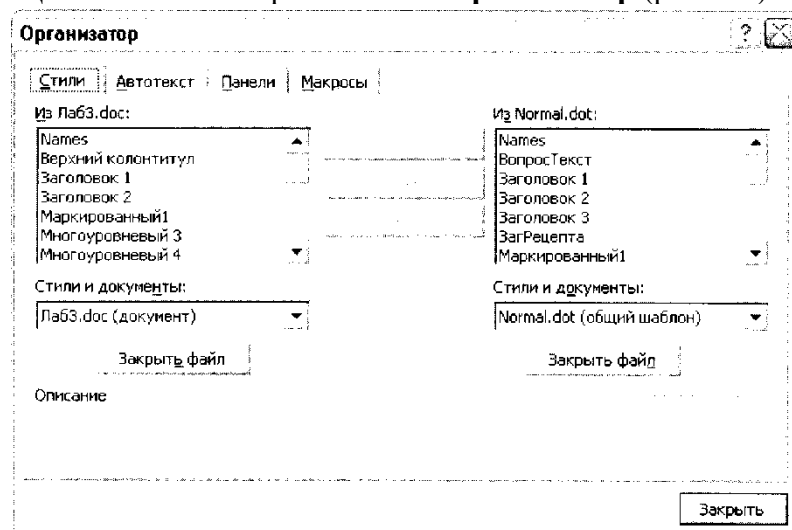 Организатор
Стили Автотекст Панели Макросы
Из Лаб3.doc:
Names
Верхний колонтитул
Заголовок 1
Заголовок 2
Маркированный1
Многоуровневый 3
Многоуровневый 4
Стили и документы:
Лаб3.doc (документ)
Закрыть файл
Из Normal.dot:
Names
ВопросТекст
Заголовок 1
Заголовок 2
Заголовок 3
ЗагРецепта
Маркированный1
Стили и документы:
Normal.dot (общий шаблон)
Закрыть файл
Описание
Закрыть